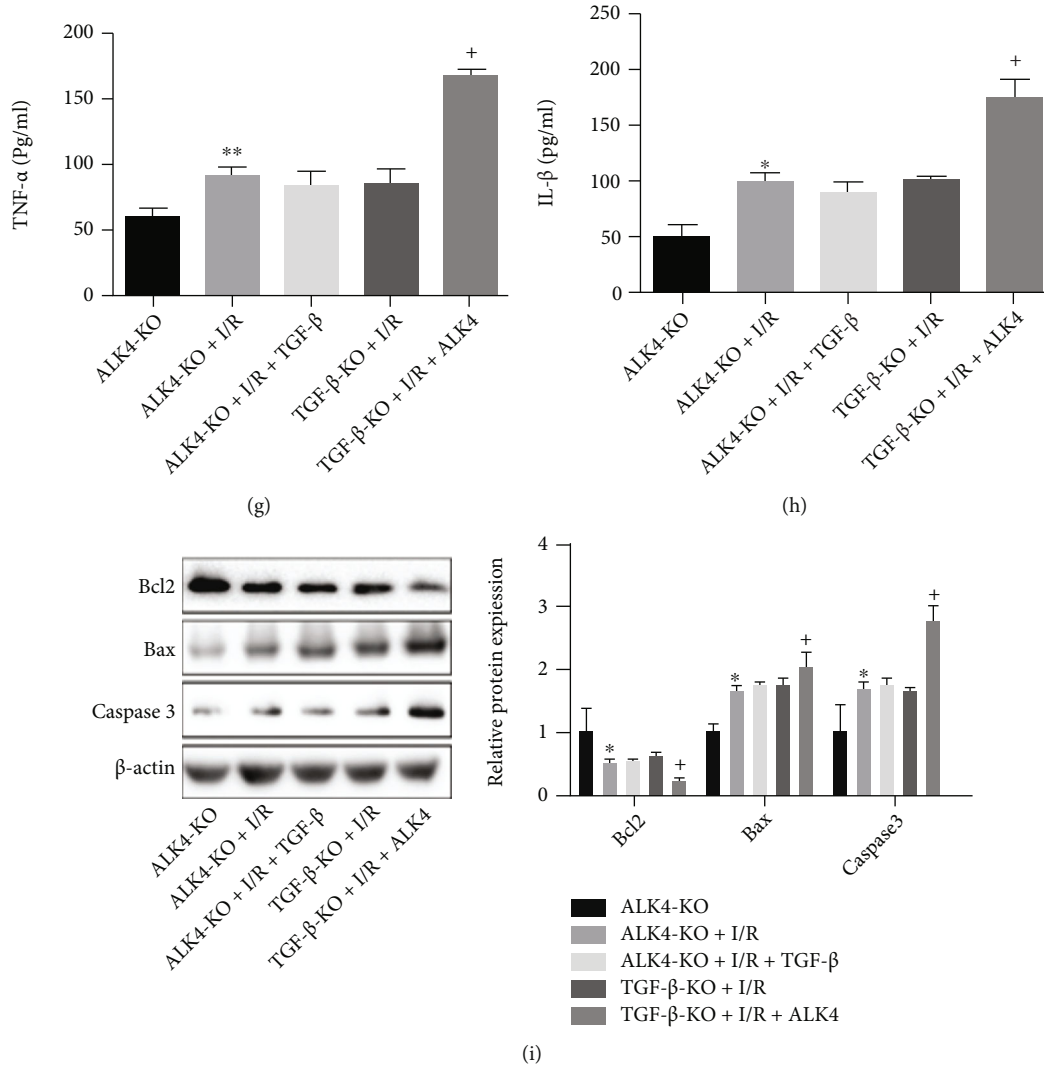 TNF-α (Pg/ml)
200
150
100
50
0
**
+
ALK4-KO
ALK4-KO + I/R
ALK4-KO + I/R + TGF-β
TGF-β-KO + I/R
TGF-β-KO + I/R + ALK4
(g)
IL-β (pg/ml)
250
200
150
100
50
0
*
+
ALK4-KO
ALK4-KO + I/R
ALK4-KO + I/R + TGF-β
TGF-β-KO + I/R
TGF-β-KO + I/R + ALK4
(h)
Bcl2
Bax
Caspase 3
β-actin
ALK4-KO
ALK4-KO + I/R
ALK4-KO + I/R + TGF-β
TGF-β-KO + I/R
TGF-β-KO + I/R + ALK4
Relative protein expiession
4
3
2
1
0
*
+
*
+
*
+
Bcl2
Bax
Caspase3
ALK4-KO
ALK4-KO + I/R
ALK4-KO + I/R + TGF-β
TGF-β-KO + I/R
TGF-β-KO + I/R + ALK4
(i)